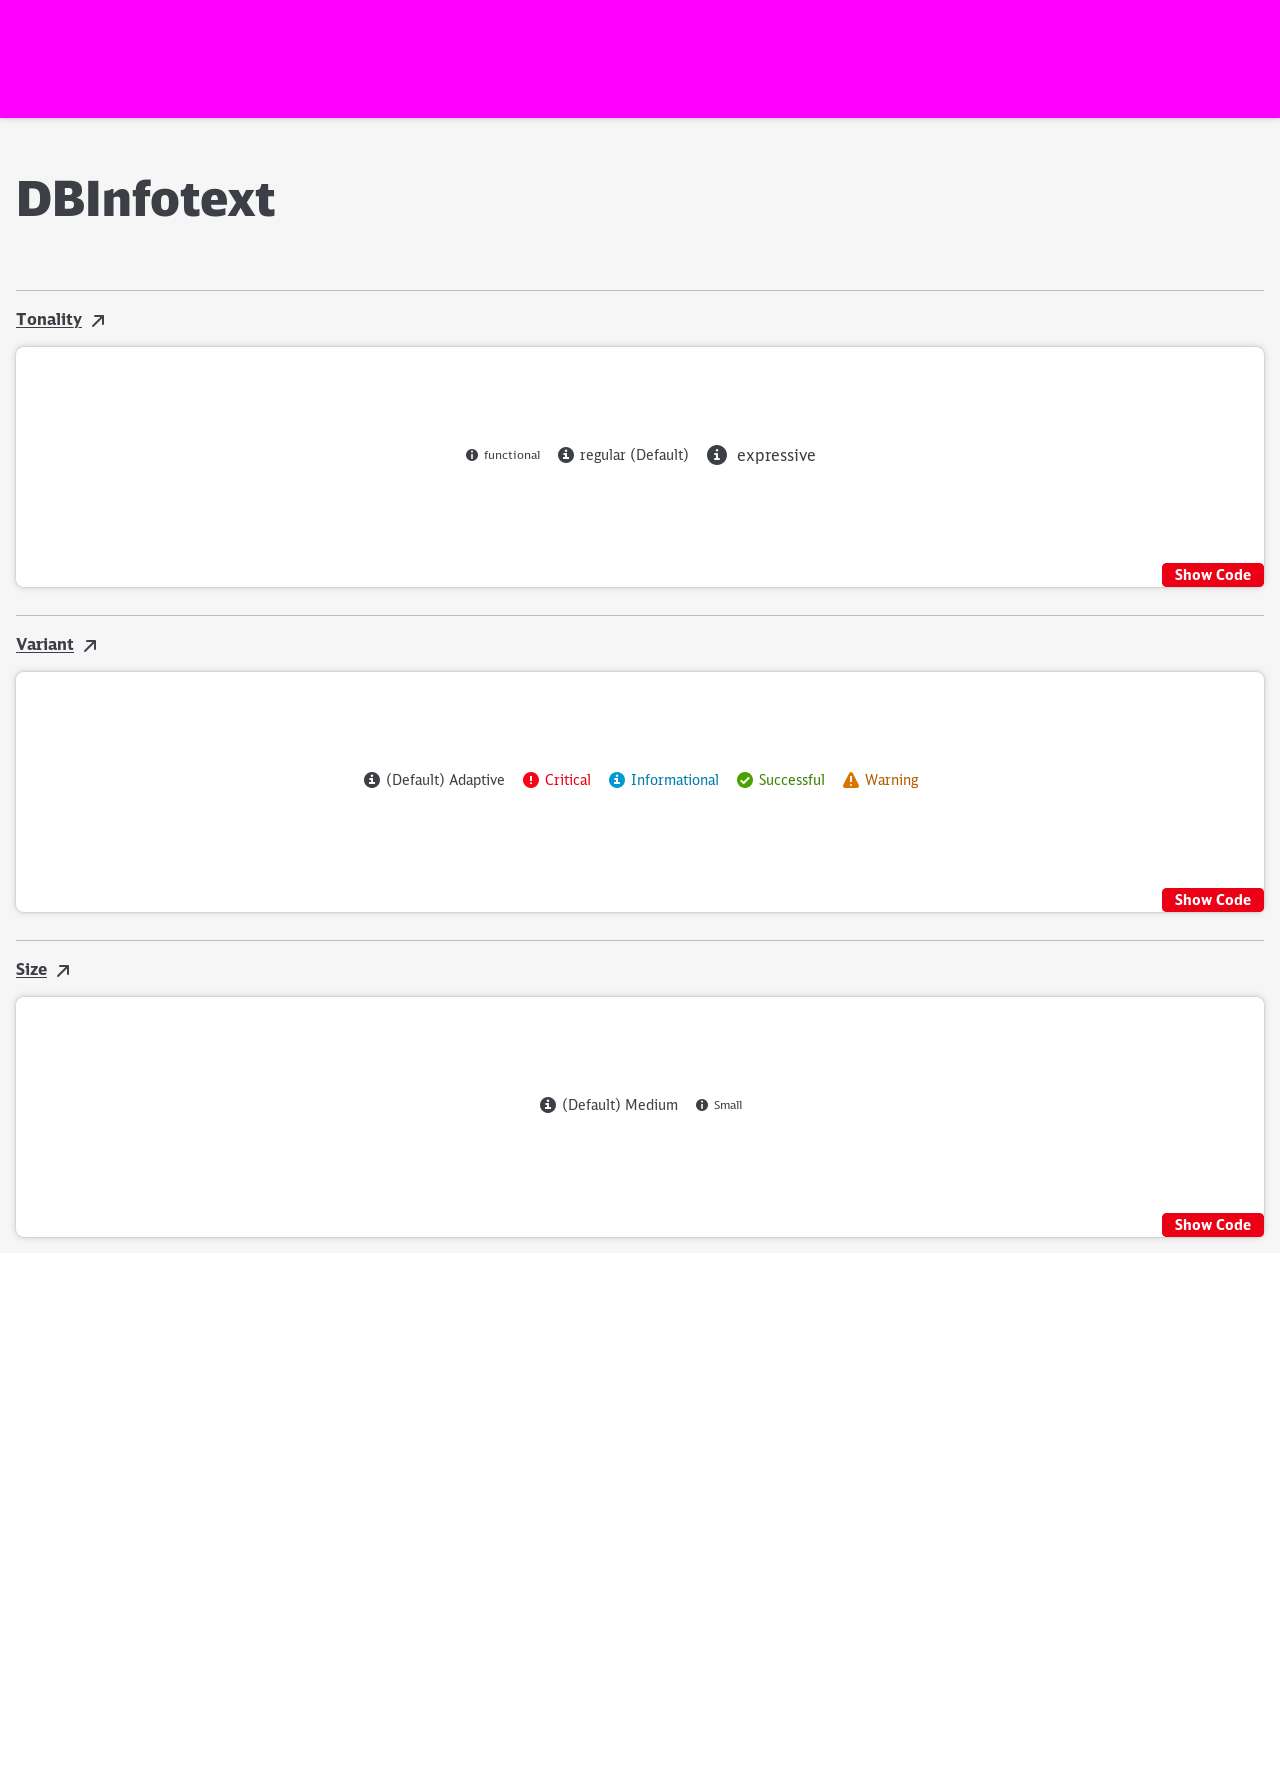 DBInfotext
Tonality
functional regular (Default) expressive
Show Code
Variant
(Default) Adaptive Critical Informational Successful Warning
Show Code
Size
(Default) Medium Small
Show Code